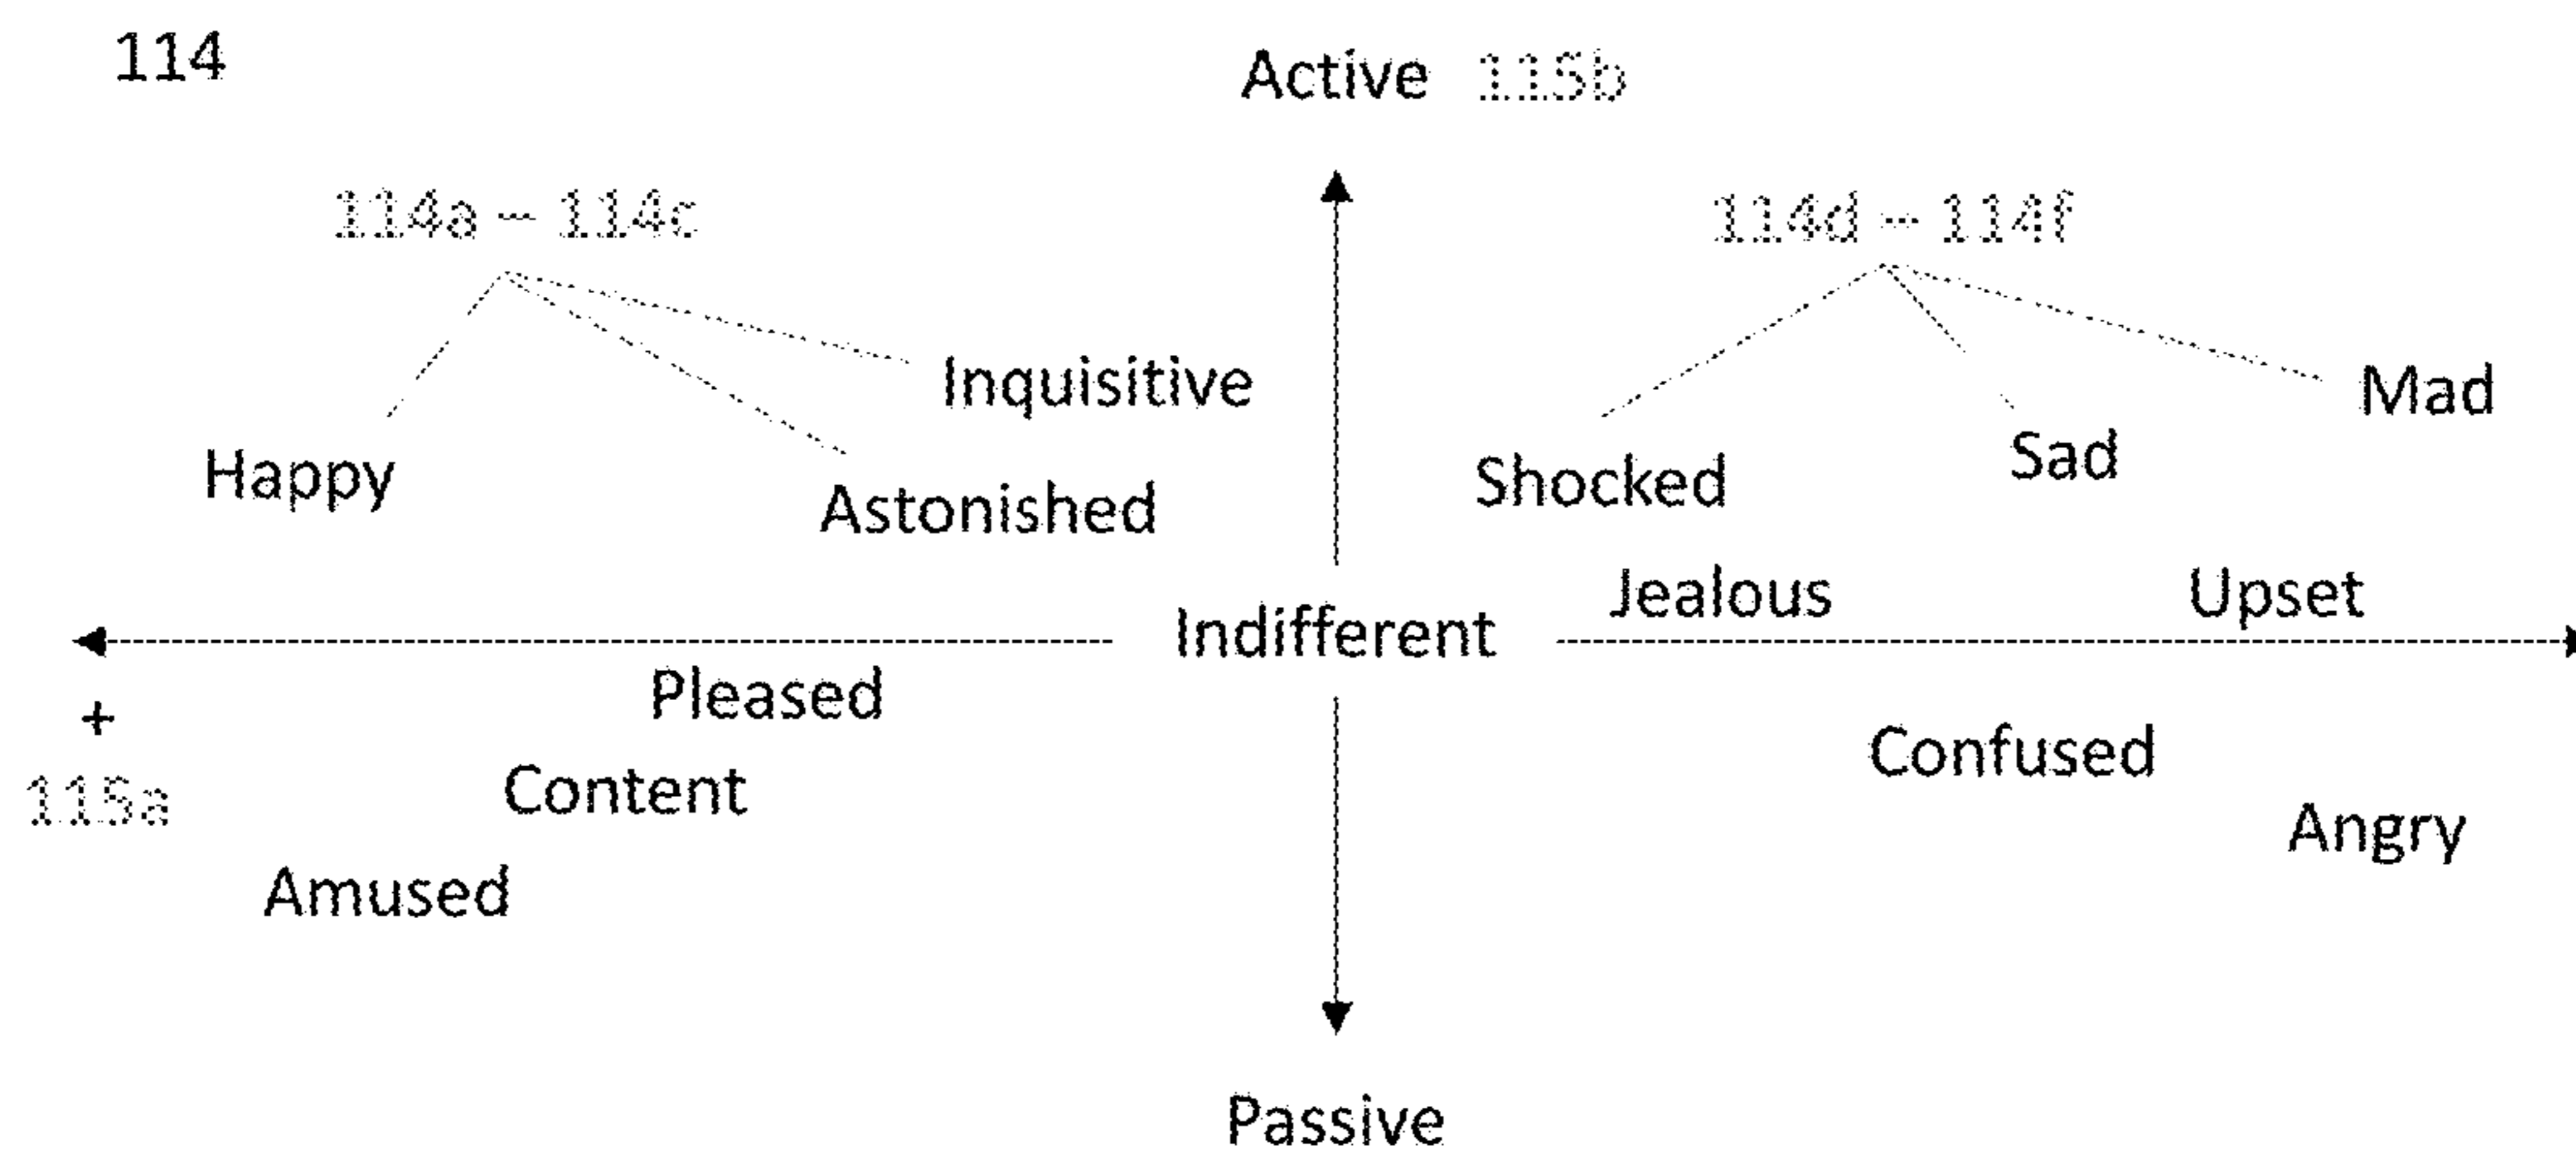 114
Active 115b
114a – 114c
114d – 114f
Inquisitive
Mad
Happy
Sad
Astonished
Shocked
Jealous
Upset
Indifferent
Pleased
+
Confused
115a
Content
Angry
Amused
Passive